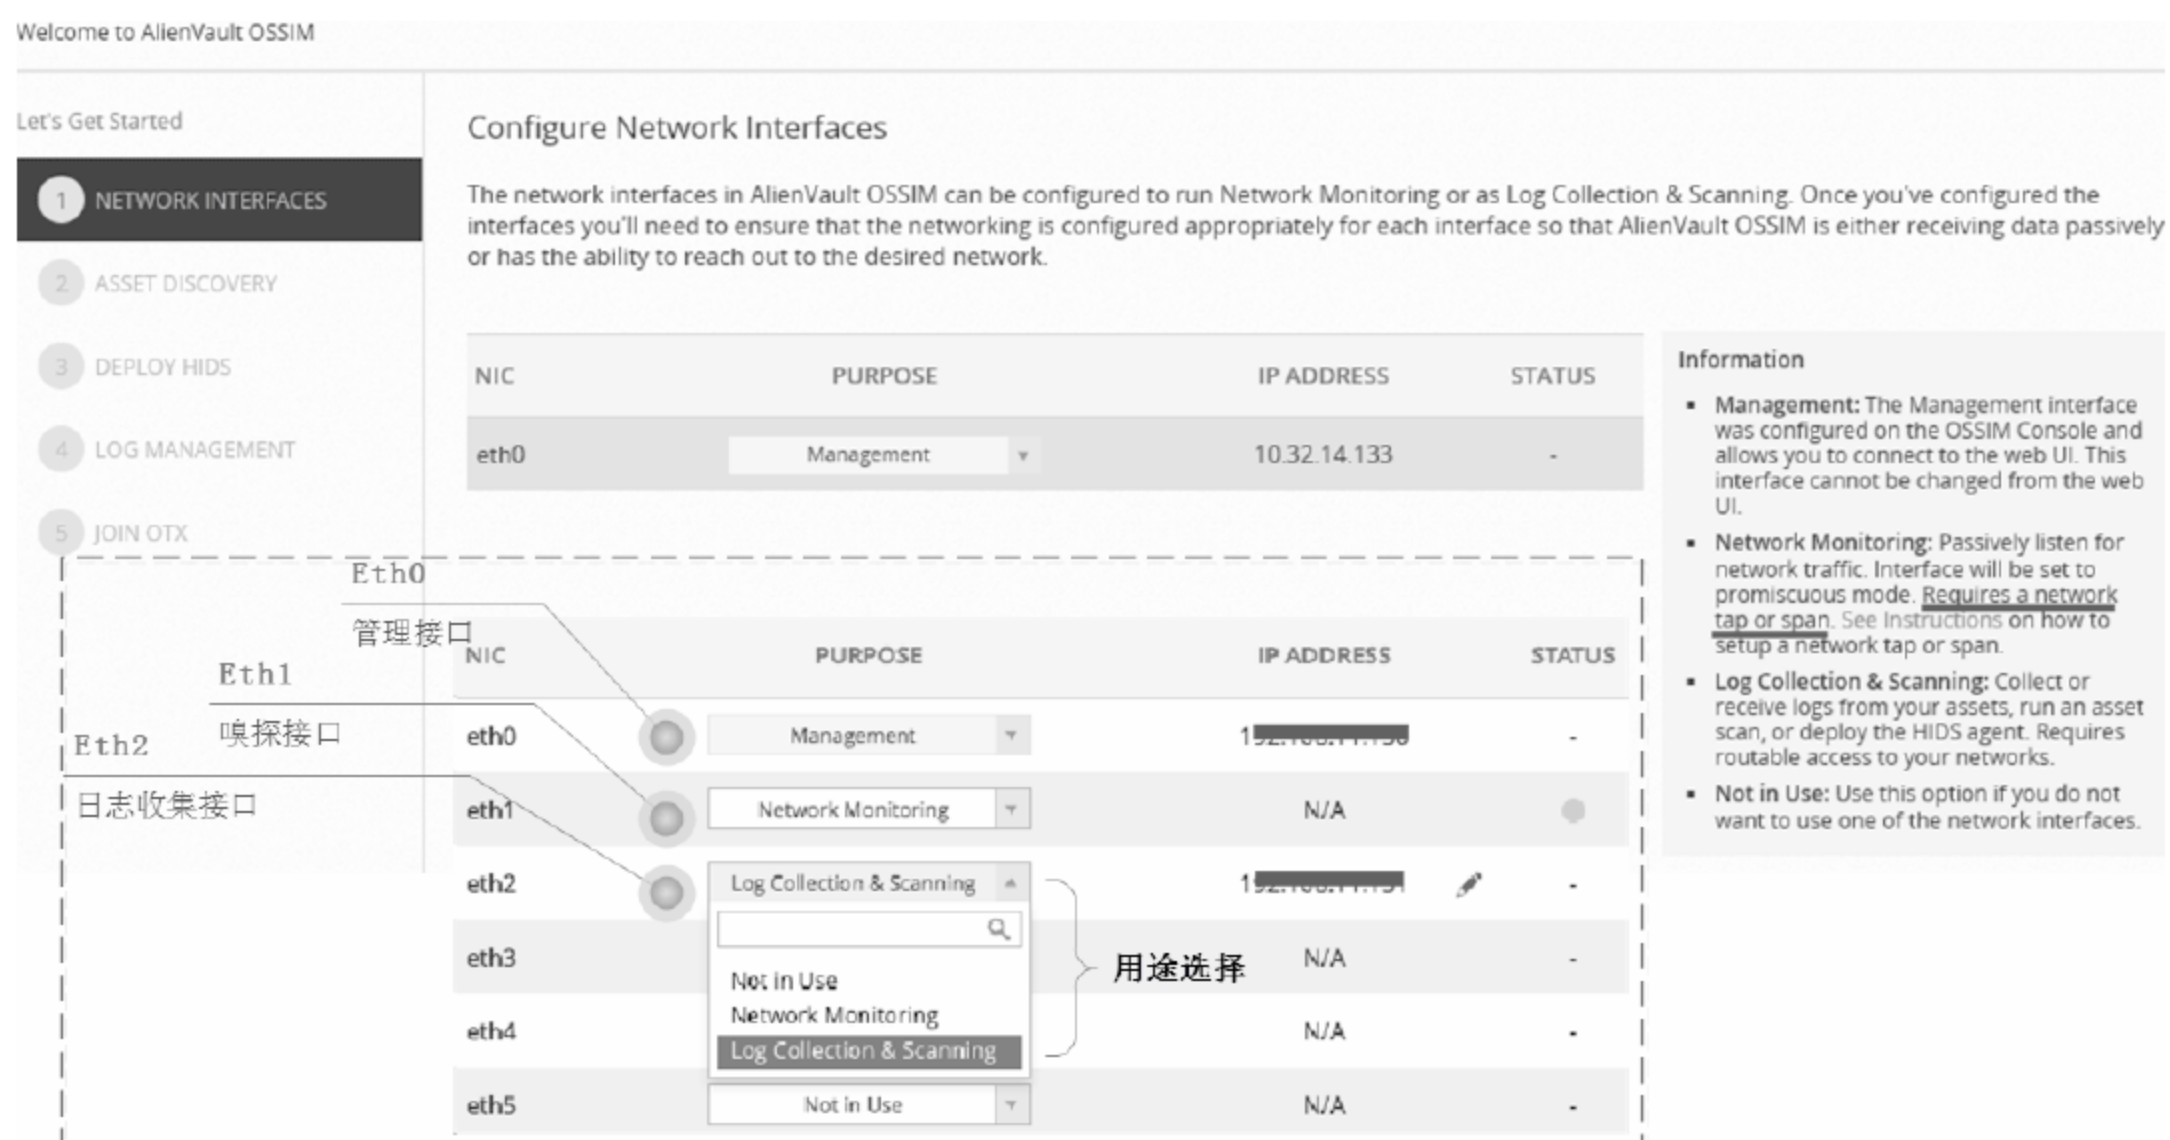 Welcome to AlienVault OSSIM
Let's Get Started
1 NETWORK INTERFACES
2 ASSET DISCOVERY
3 DEPLOY HIDS
4 LOG MANAGEMENT
5 JOIN OTX
Configure Network Interfaces
The network interfaces in AlienVault OSSIM can be configured to run Network Monitoring or as Log Collection & Scanning. Once you've configured the
interfaces you'll need to ensure that the networking is configured appropriately for each interface so that AlienVault OSSIM is either receiving data passively
or has the ability to reach out to the desired network.
NIC PURPOSE IP ADDRESS STATUS
eth0 Management 10.32.14.133 -
Information
Management: The Management interface
was configured on the OSSIM Console and
allows you to connect to the web UI. This
interface cannot be changed from the web
UI.
Network Monitoring: Passively listen for
network traffic. Interface will be set to
promiscuous mode. Requires a network
tap or span. See Instructions on how to
setup a network tap or span.
Log Collection & Scanning: Collect or
receive logs from your assets, run an asset
scan, or deploy the HIDS agent. Requires
routable access to your networks.
Not in Use: Use this option if you do not
want to use one of the network interfaces.
Eth0
管理接口
Eth1
嗅探接口
Eth2
日志收集接口
NIC PURPOSE IP ADDRESS STATUS
eth0 Management -
eth1 Network Monitoring N/A
eth2 Log Collection & Scanning -
eth3 N/A -
Not in Use
Network Monitoring
eth4 N/A -
Log Collection & Scanning
用途选择
eth5 Not in Use N/A -